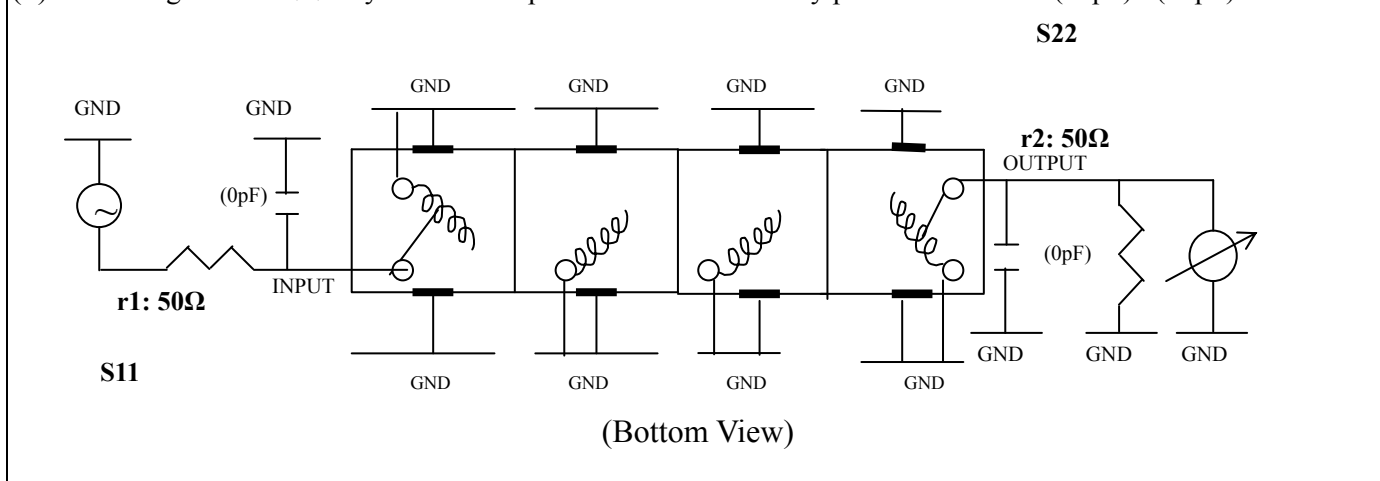 S22
GND GND GND GND
GND GND
r2: 50Ω
OUTPUT
(0pF)
(0pF)
INPUT
r1: 50Ω
GND GND GND
S11
GND GND GND GND
(Bottom View)